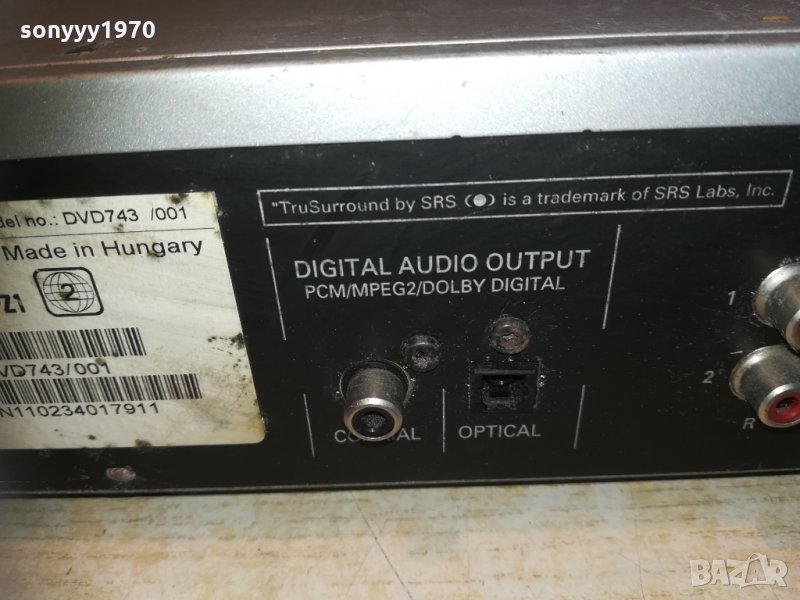 sonyyy1970
"TruSurround by SRS (●) is a trademark of SRS Labs, Inc.
del no.: DVD743 /001
Made in Hungary
2
VD743/001
N110234017911
DIGITAL AUDIO OUTPUT
PCM/MPEG2/DOLBY DIGITAL
OPTICAL
1
2
R
BAZAR